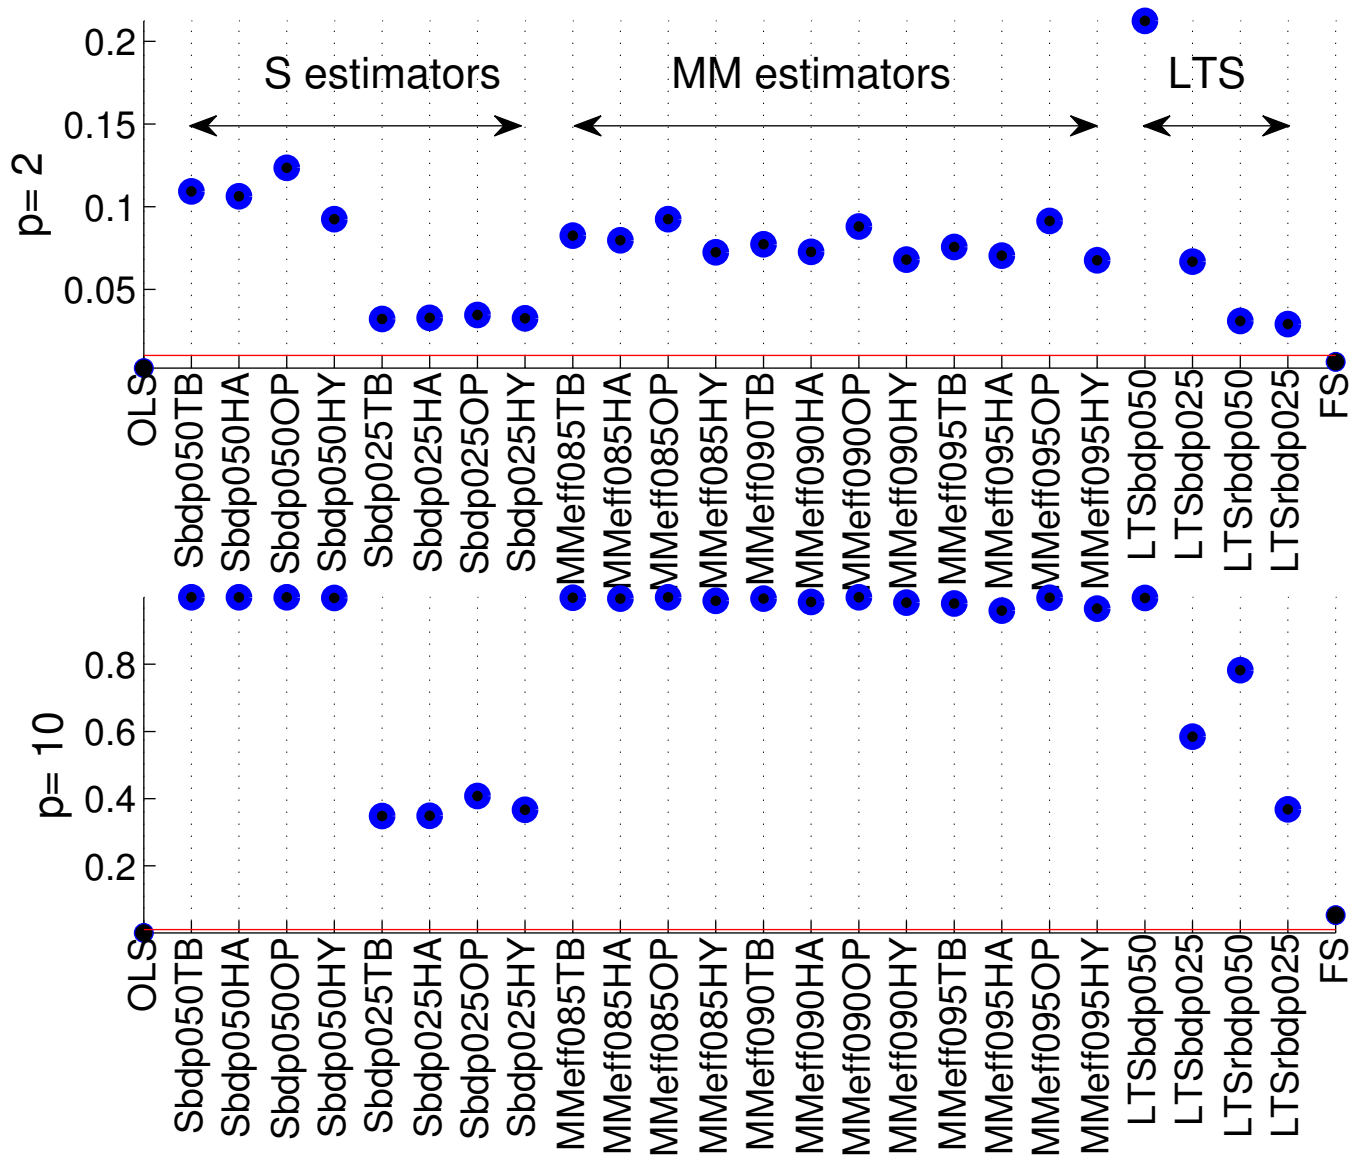 S estimators MM estimators LTS
p= 2
0.2
0.15
0.1
0.05
OLS
Sbdp050TB
Sbdp050HA
Sbdp050OP
Sbdp050HY
Sbdp025TB
Sbdp025HA
Sbdp025OP
Sbdp025HY
MMeff085TB
MMeff085HA
MMeff085OP
MMeff085HY
MMeff090TB
MMeff090HA
MMeff090OP
MMeff090HY
MMeff095TB
MMeff095HA
MMeff095OP
MMeff095HY
LTSbdp050
LTSbdp025
LTSrbdp050
LTSrbdp025
FS
p= 10
0.8
0.6
0.4
0.2
OLS
Sbdp050TB
Sbdp050HA
Sbdp050OP
Sbdp050HY
Sbdp025TB
Sbdp025HA
Sbdp025OP
Sbdp025HY
MMeff085TB
MMeff085HA
MMeff085OP
MMeff085HY
MMeff090TB
MMeff090HA
MMeff090OP
MMeff090HY
MMeff095TB
MMeff095HA
MMeff095OP
MMeff095HY
LTSbdp050
LTSbdp025
LTSrbdp050
LTSrbdp025
FS